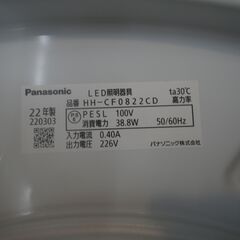 Panasonic LED照明器具 ta30℃
品番 HH-CF0822CD 高力率
22年製 PSE PESL 100V
220303 消費電力 38.8W 50/60Hz
入力電流 0.40A
出力電圧 226V パナソニック株式会社